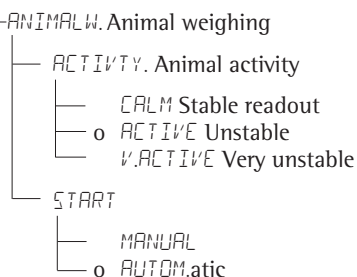 ANIMALW. Animal weighing
ACTIVTY. Animal activity
CALM Stable readout
o ACTIVE Unstable
V.ACTIVE Very unstable
START
MANUAL
o AUTOM.atic